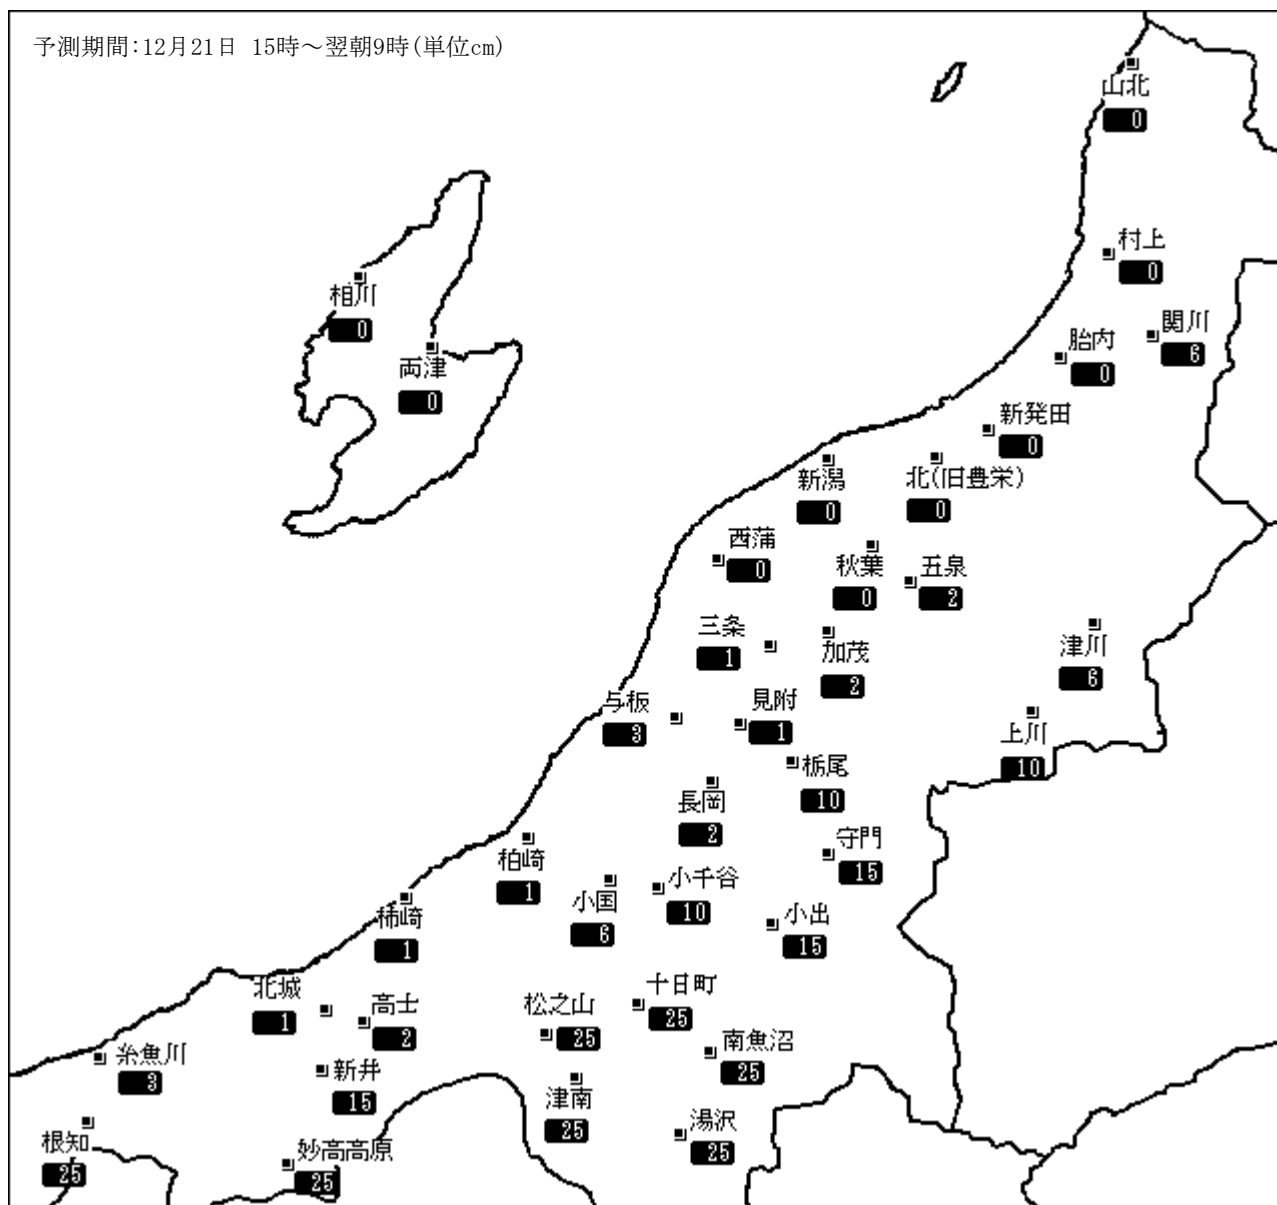 予測期間:12月21日 15時～翌朝9時(単位cm)
山北
0
村上
0
相川
0
関川
6
胎内
0
両津
0
新発田
0
新潟
0
北(旧豊栄)
0
西蒲
0
秋葉
0
五泉
2
三条
1
加茂
2
津川
6
与板
3
見附
1
上川
10
栃尾
10
長岡
2
守門
15
柏崎
1
小千谷
10
小国
6
柿崎
1
小出
15
北城
1
高士
2
松之山
25
十日町
25
南魚沼
25
糸魚川
3
新井
15
津南
25
湯沢
25
根知
25
妙高高原
25